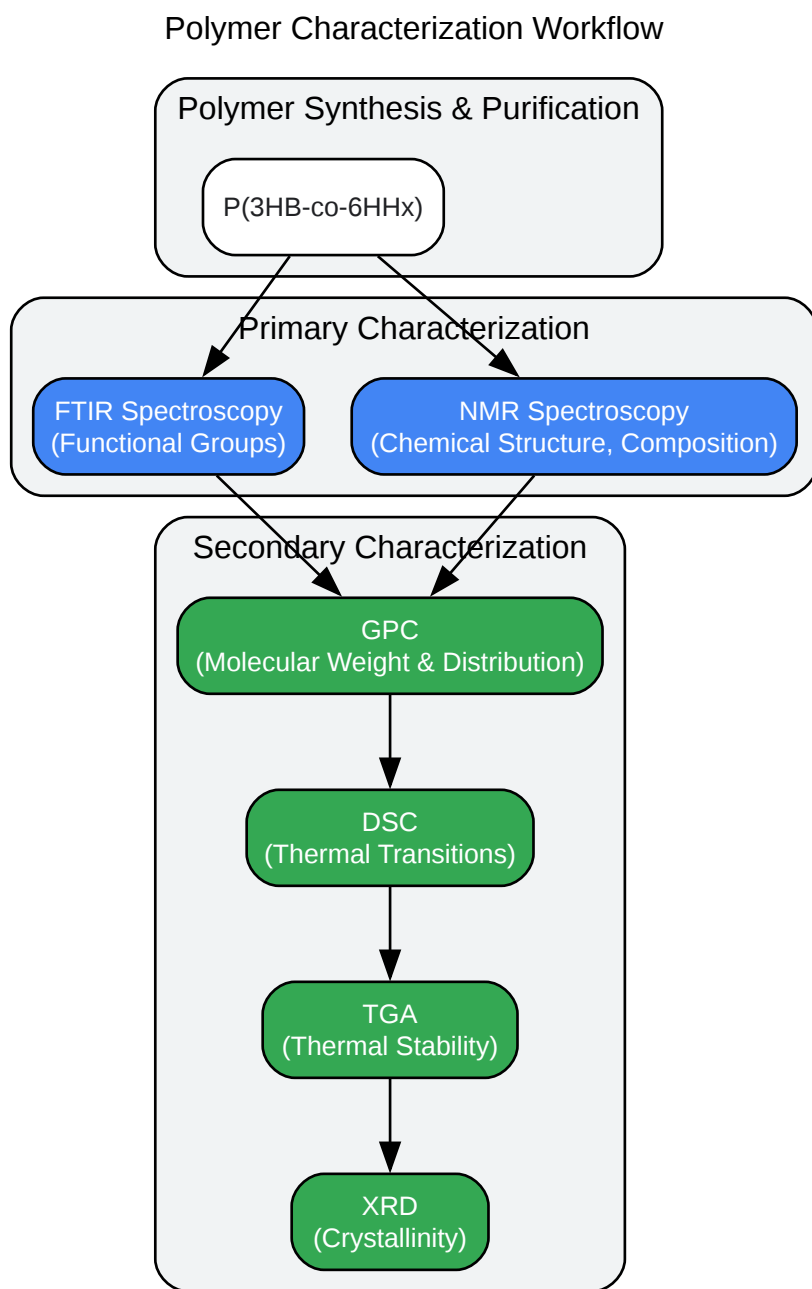 Polymer Characterization Workflow
Polymer Synthesis & Purification
P(3HB-co-6HHx)
Primary Characterization
FTIR Spectroscopy
(Functional Groups)
NMR Spectroscopy
(Chemical Structure, Composition)
Secondary Characterization
GPC
(Molecular Weight & Distribution)
DSC
(Thermal Transitions)
TGA
(Thermal Stability)
XRD
(Crystallinity)